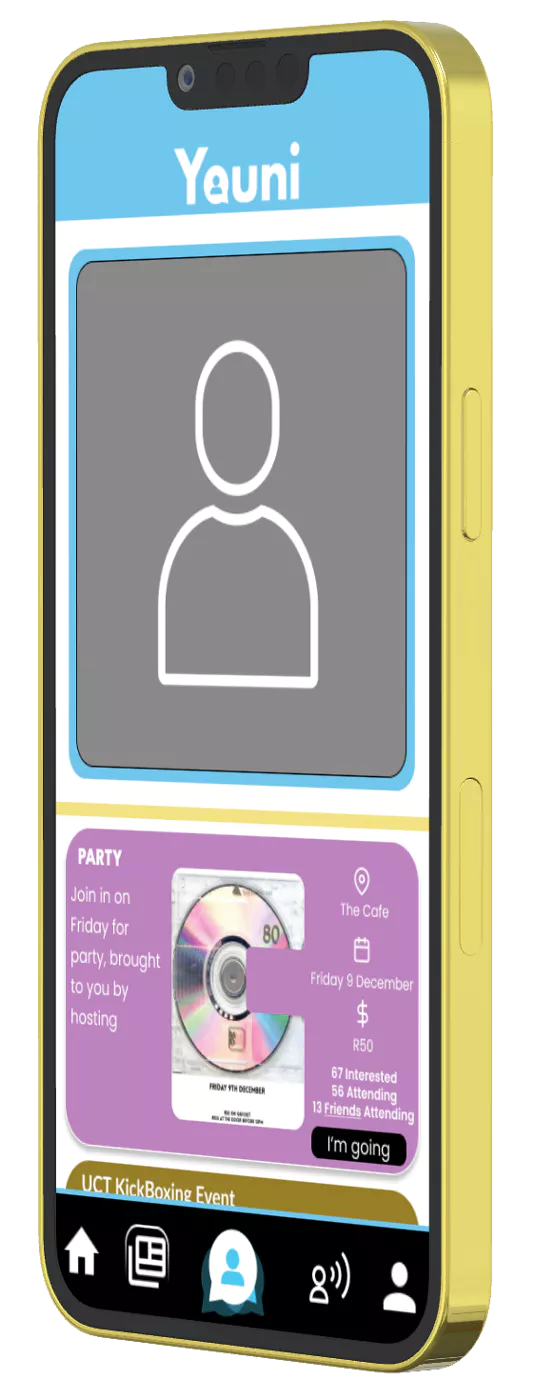 Yauni
PARTY
Join in on
Friday for
party, brought
to you by
hosting
80
FRIDAY 9TH DECEMBER
The Cafe
Friday 9 December
$
R50
67 Interested
56 Attending
13 Friends Attending
I'm going
UCT KickBoxing Event